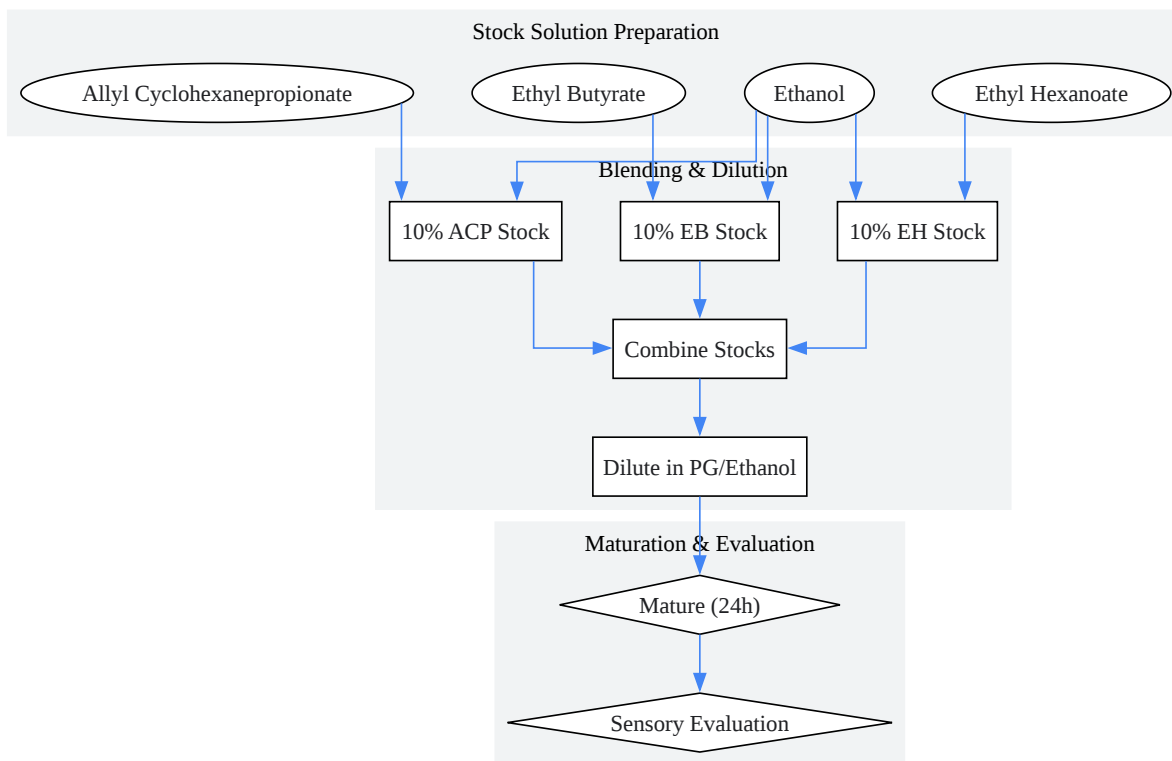 Stock Solution Preparation
Allyl Cyclohexanepropionate
Ethyl Butyrate
Ethanol
Ethyl Hexanoate
Blending & Dilution
10% ACP Stock
10% EB Stock
10% EH Stock
Combine Stocks
Dilute in PG/Ethanol
Maturation & Evaluation
Mature (24h)
Sensory Evaluation